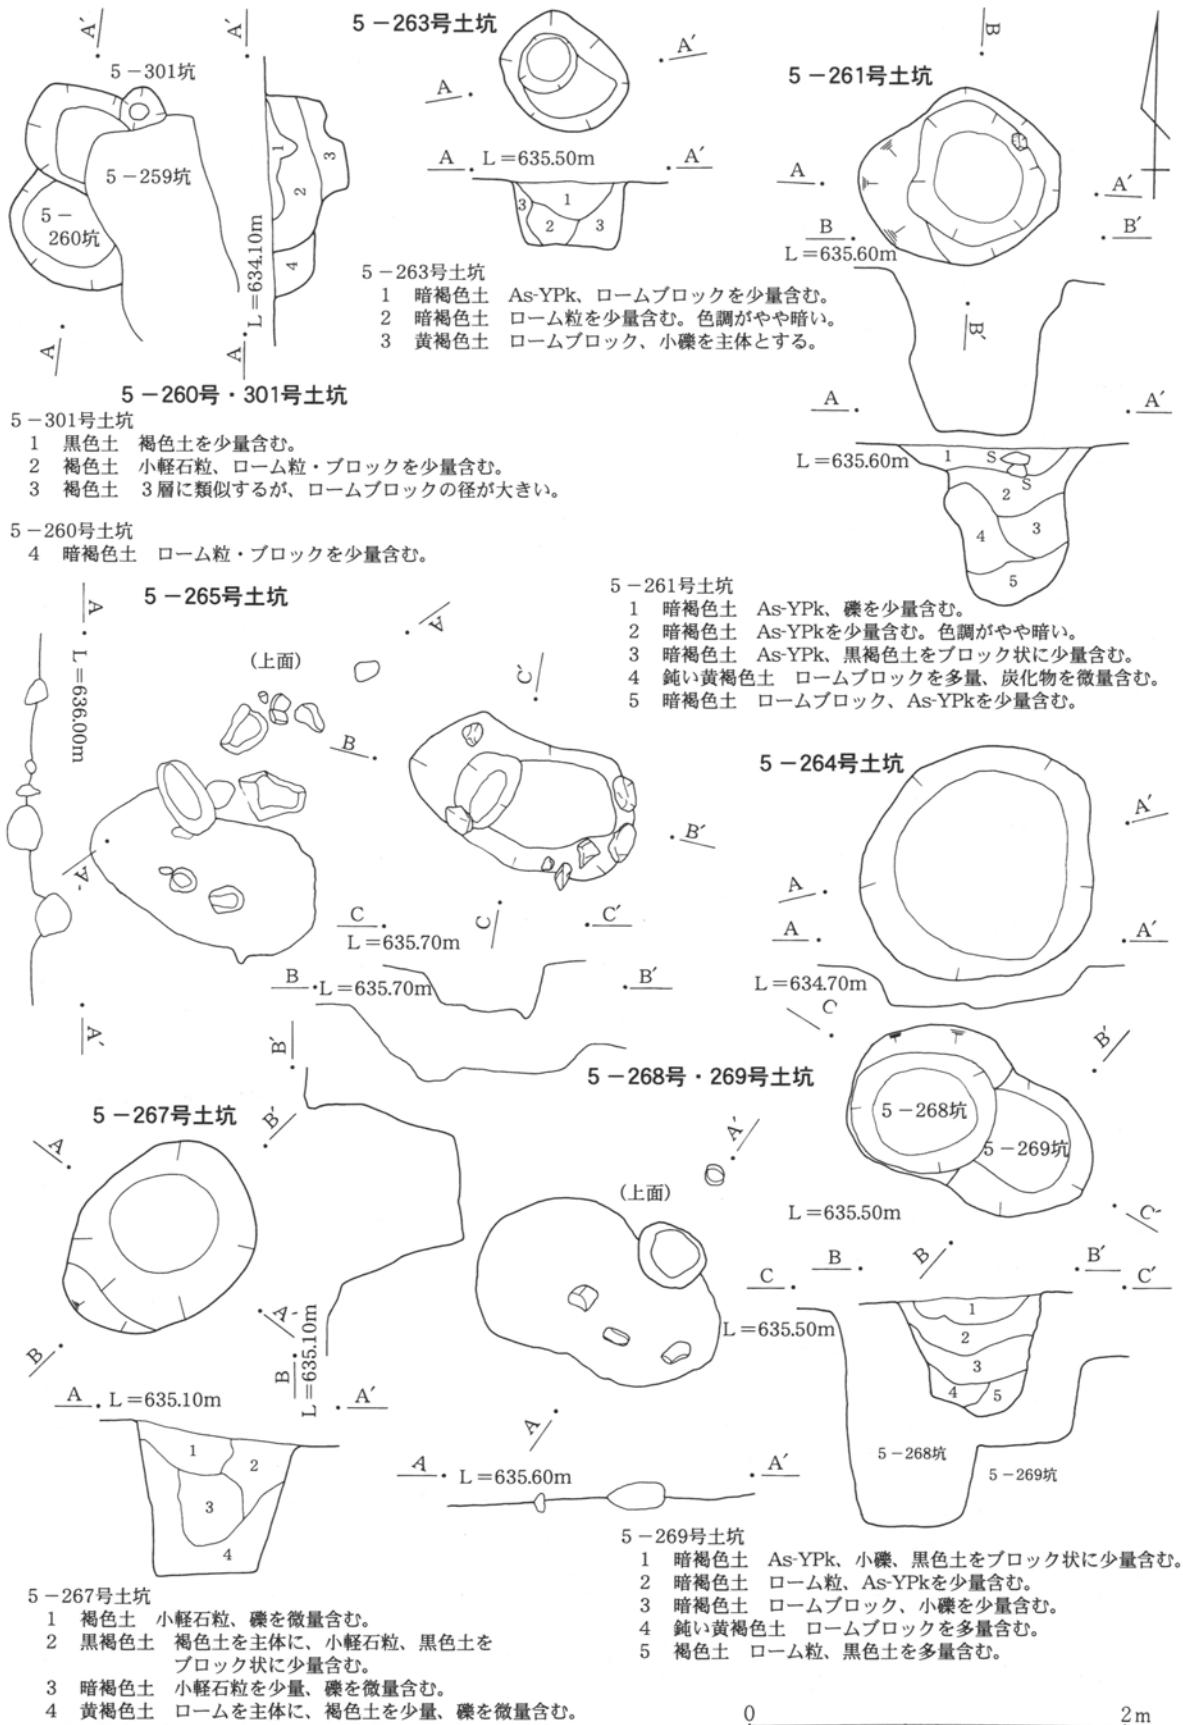 5－301坑
5－259坑
5－
260坑
A
A′
A
A′
L＝634.10m
1
2
3
4
5－260号・301号土坑
5－301号土坑
1　黒色土　褐色土を少量含む。
2　褐色土　小軽石粒、ローム粒・ブロックを少量含む。
3　褐色土　３層に類似するが、ロームブロックの径が大きい。
5－260号土坑
4　暗褐色土　ローム粒・ブロックを少量含む。
5－263号土坑
A
A′
A
L＝635.50m
A′
1
2
3
3
5－263号土坑
1　暗褐色土　As-YPk、ロームブロックを少量含む。
2　暗褐色土　ローム粒を少量含む。色調がやや暗い。
3　黄褐色土　ロームブロック、小礫を主体とする。
5－261号土坑
B
A
A′
B
B′
L＝635.60m
B′
A
A′
L＝635.60m
1
S
S
2
3
4
5
5－261号土坑
1　暗褐色土　As-YPk、礫を少量含む。
2　暗褐色土　As-YPkを少量含む。色調がやや暗い。
3　暗褐色土　As-YPk、黒褐色土をブロック状に少量含む。
4　鈍い黄褐色土　ロームブロックを多量、炭化物を微量含む。
5　暗褐色土　ロームブロック、As-YPkを少量含む。
5－265号土坑
A
L＝636.00m
A′
(上面)
A
A′
B
B′
C′
C
C
C′
L＝635.70m
B
L＝635.70m
B′
5－264号土坑
A
A′
A
A′
L＝634.70m
5－267号土坑
A
B′
B′
A′
B
B
L＝635.10m
A
L＝635.10m
A′
1
2
3
4
5－267号土坑
1　褐色土　小軽石粒、礫を微量含む。
2　黒褐色土　褐色土を主体に、小軽石粒、黒色土を
ブロック状に少量含む。
3　暗褐色土　小軽石粒を少量、礫を微量含む。
4　黄褐色土　ロームを主体に、褐色土を少量、礫を微量含む。
5－268号・269号土坑
(上面)
A′
A
A
L＝635.60m
A′
C
B′
5－268坑
5－269坑
C′
B
L＝635.50m
B
B′
C
C′
L＝635.50m
1
2
3
4
5
5－268坑
5－269坑
5－269号土坑
1　暗褐色土　As-YPk、小礫、黒色土をブロック状に少量含む。
2　暗褐色土　ローム粒、As-YPkを少量含む。
3　暗褐色土　ロームブロック、小礫を少量含む。
4　鈍い黄褐色土　ロームブロックを多量含む。
5　褐色土　ローム粒、黒色土を多量含む。
0
2m